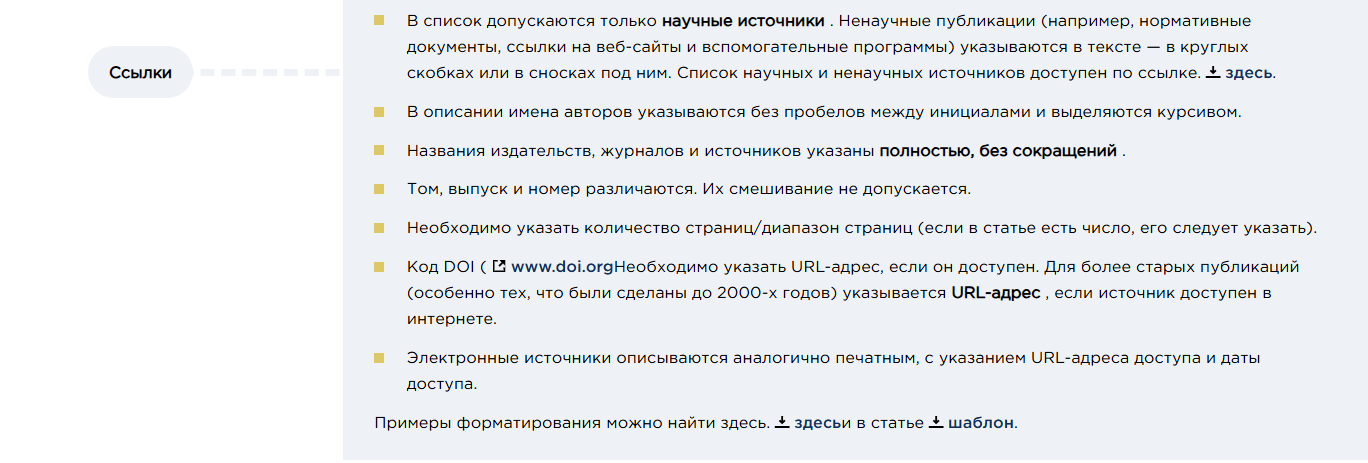 В список допускаются только научные источники . Ненаучные публикации (например, нормативные
документы, ссылки на веб-сайты и вспомогательные программы) указываются в тексте — в круглых
Ссылки
скобках или в сносках под ним. Список научных и ненаучных источников доступен по ссылке. здесь.
В описании имена авторов указываются без пробелов между инициалами и выделяются курсивом.
Названия издательств, журналов и источников указаны полностью, без сокращений .
Том, выпуск и номер различаются. Их смешивание не допускается.
Необходимо указать количество страниц/диапазон страниц (если в статье есть число, его следует указать).
Код DOI ( www.doi.orgНеобходимо указать URL-адрес, если он доступен. Для более старых публикаций
(особенно тех, что были сделаны до 2000-х годов) указывается URL-адрес , если источник доступен в
интернете.
Электронные источники описываются аналогично печатным, с указанием URL-адреса доступа и даты
доступа.
Примеры форматирования можно найти здесь. здесьи в статье шаблон.